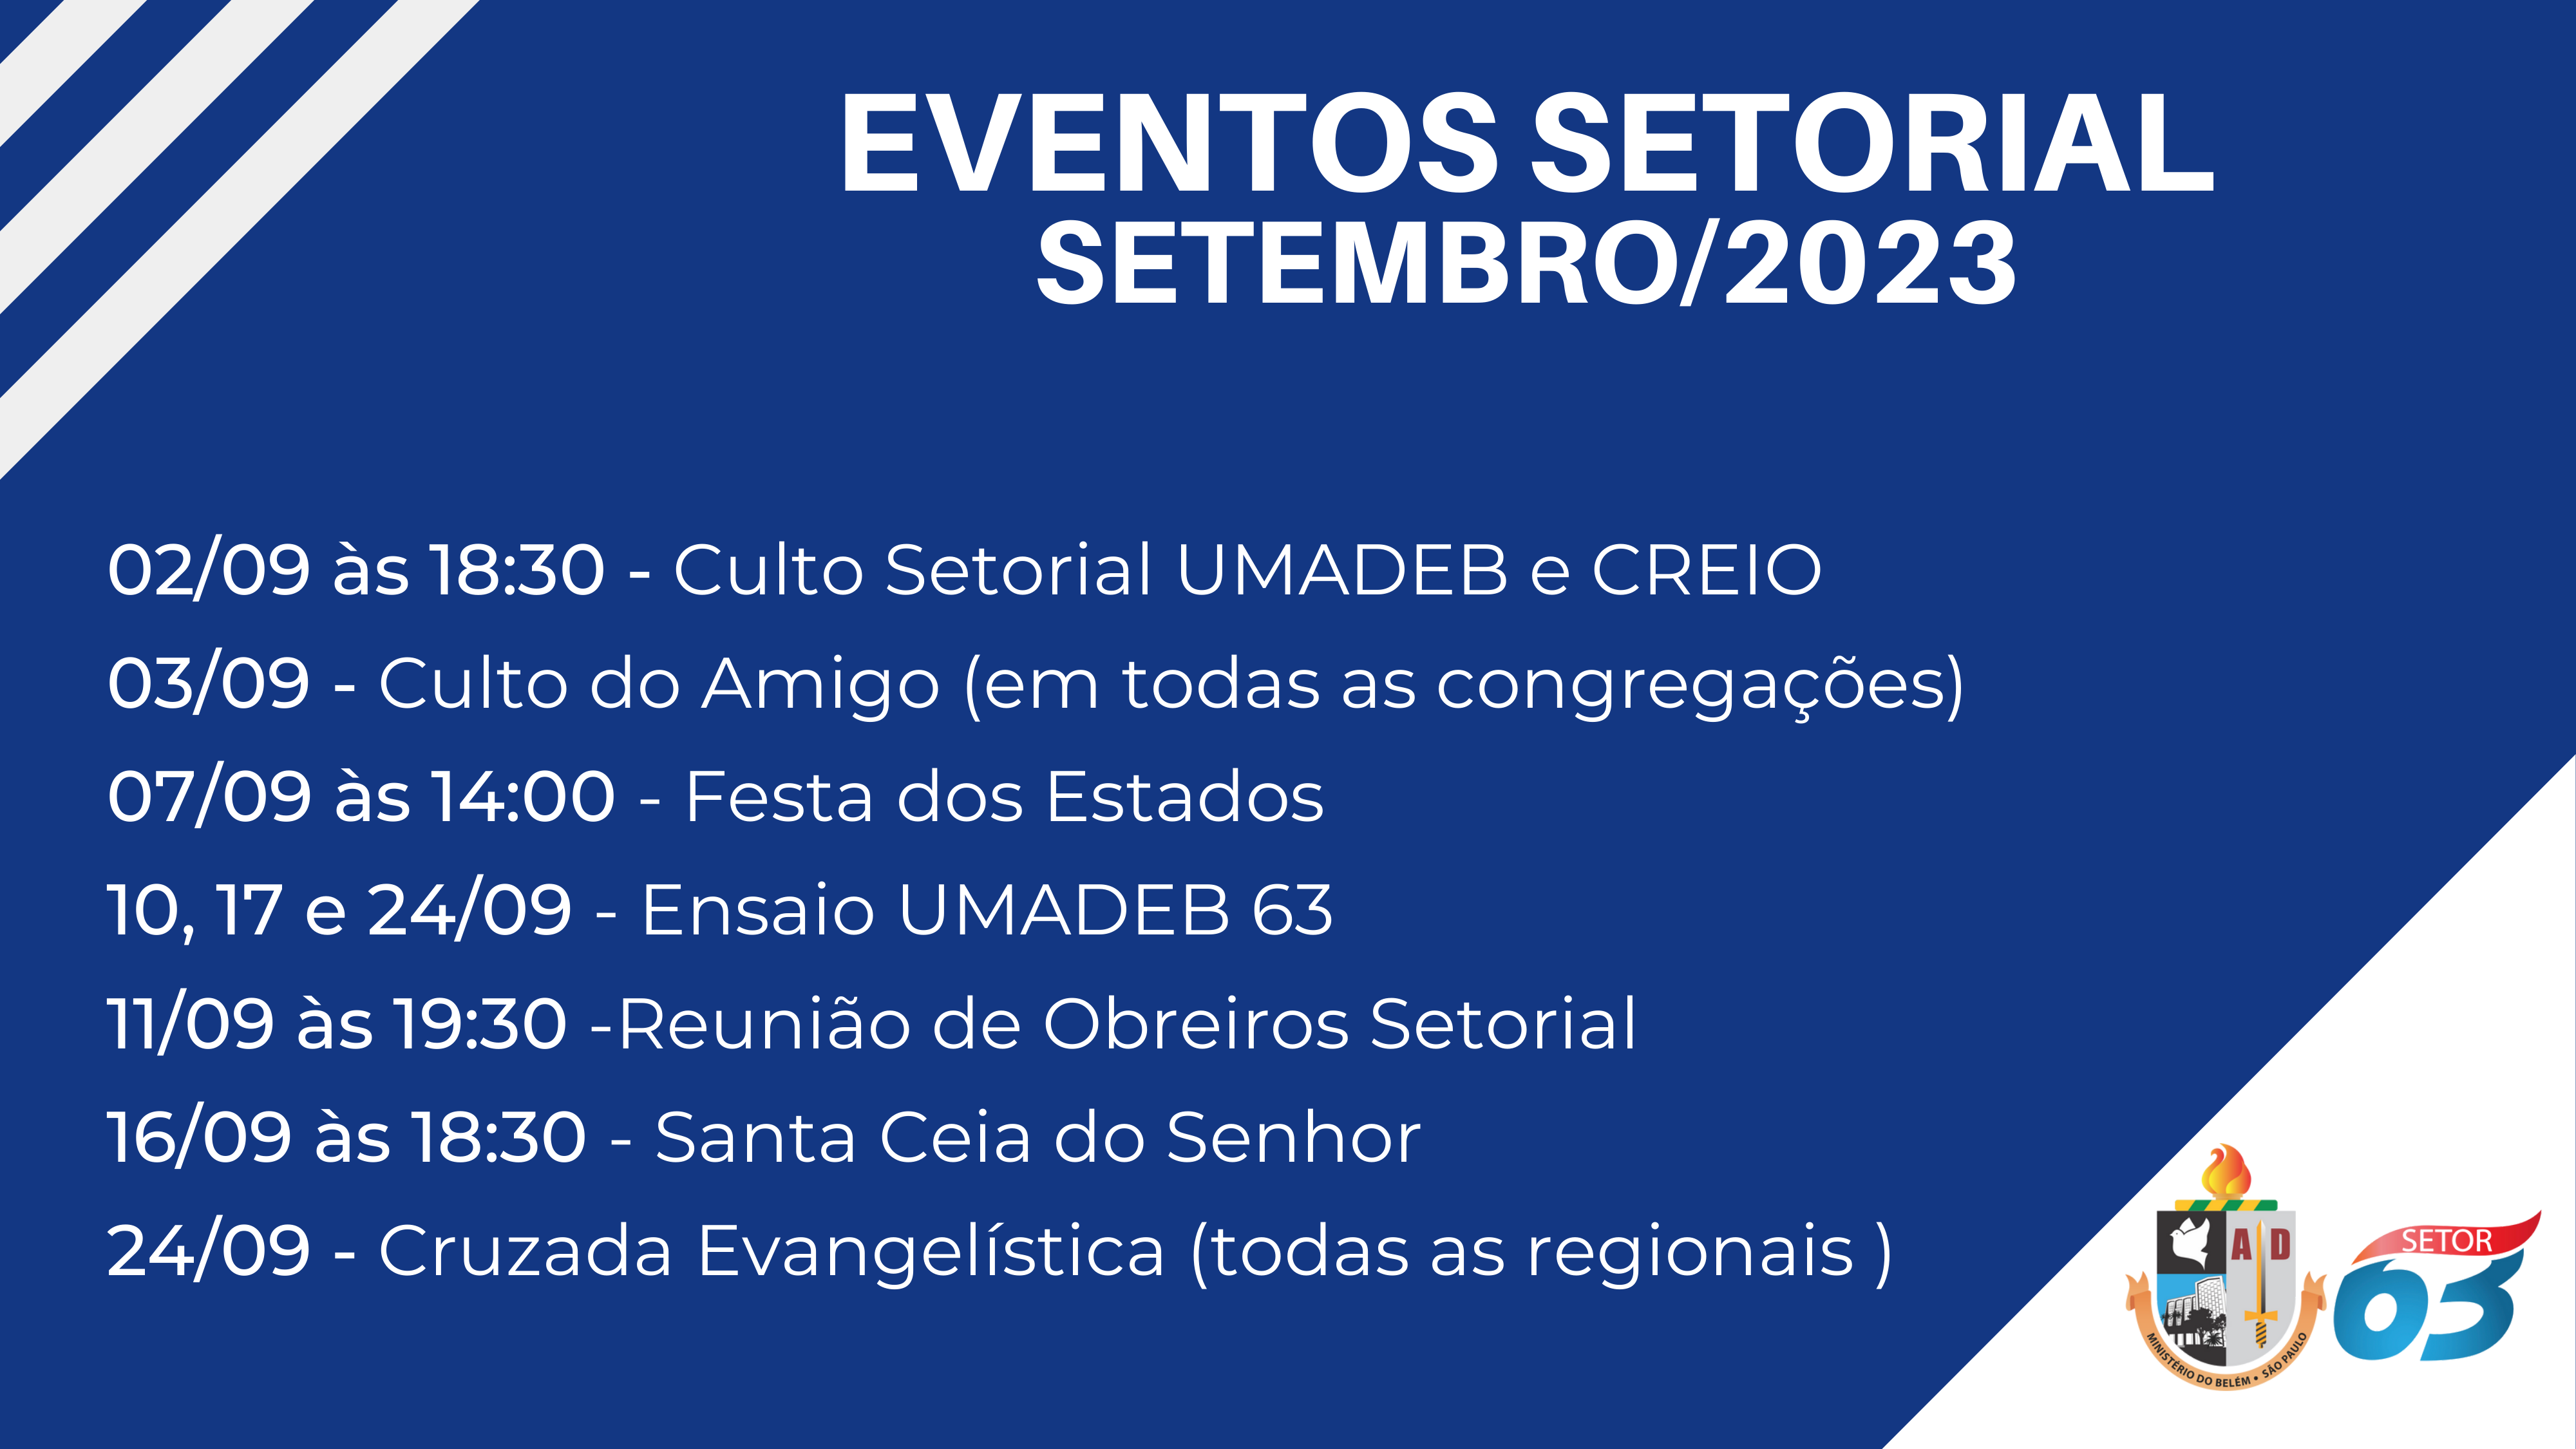 EVENTOS SETORIAL
SETEMBRO/2023
02/09 às 18:30 - Culto Setorial UMADEB e CREIO
03/09 - Culto do Amigo (em todas as congregações)
07/09 às 14:00 - Festa dos Estados
10, 17 e 24/09 - Ensaio UMADEB 63
11/09 às 19:30 -Reunião de Obreiros Setorial
16/09 às 18:30 - Santa Ceia do Senhor
24/09 - Cruzada Evangelística (todas as regionais )
A D
MINISTÉRIO DO BELÉM • SÃO PAULO
SETOR
03